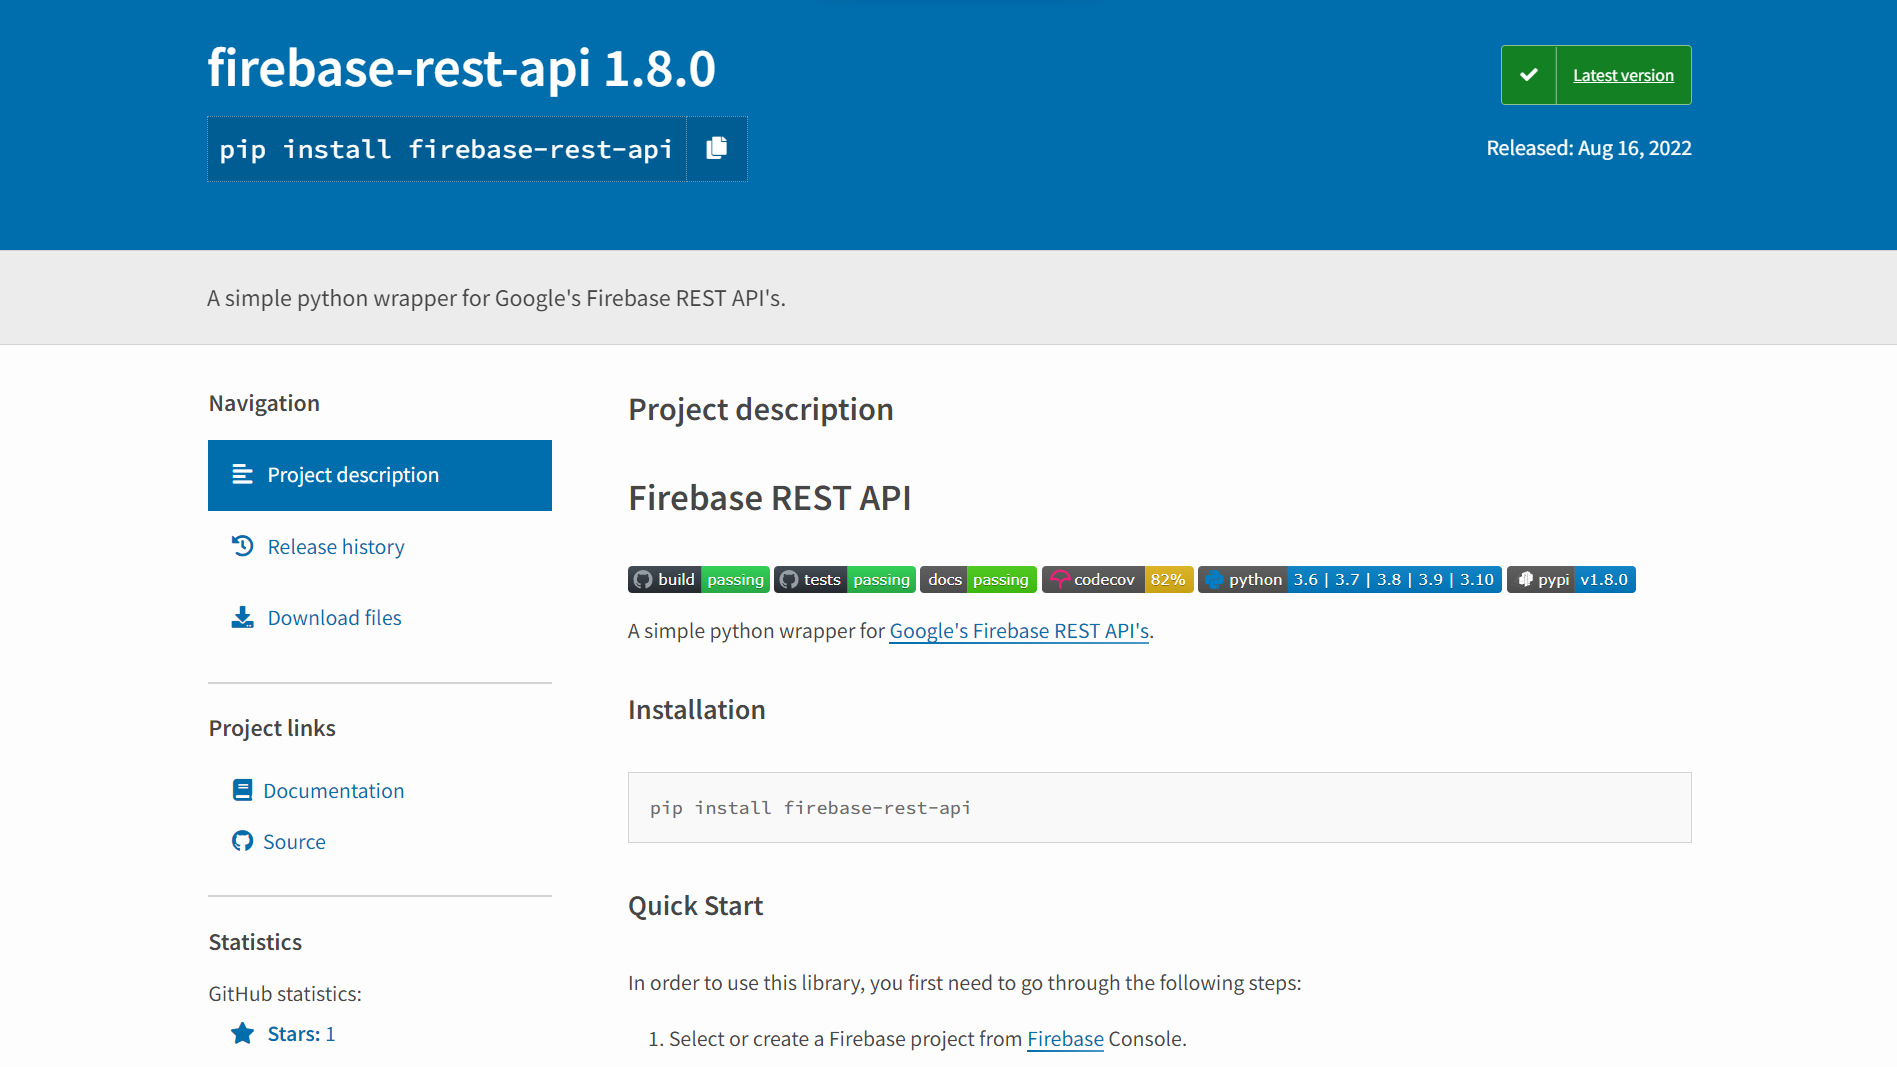 firebase-rest-api 1.8.0
pip install firebase-rest-api
Latest version
Released: Aug 16, 2022
A simple python wrapper for Google's Firebase REST API's.
Navigation
Project description
Release history
Download files
Project links
Documentation
Source
Statistics
GitHub statistics:
Stars: 1
Project description
Firebase REST API
build passing tests passing docs passing codecov 82% python 3.6 | 3.7 | 3.8 | 3.9 | 3.10 pypi v1.8.0
A simple python wrapper for Google's Firebase REST API's.
Installation
pip install firebase-rest-api
Quick Start
In order to use this library, you first need to go through the following steps:
1. Select or create a Firebase project from Firebase Console.